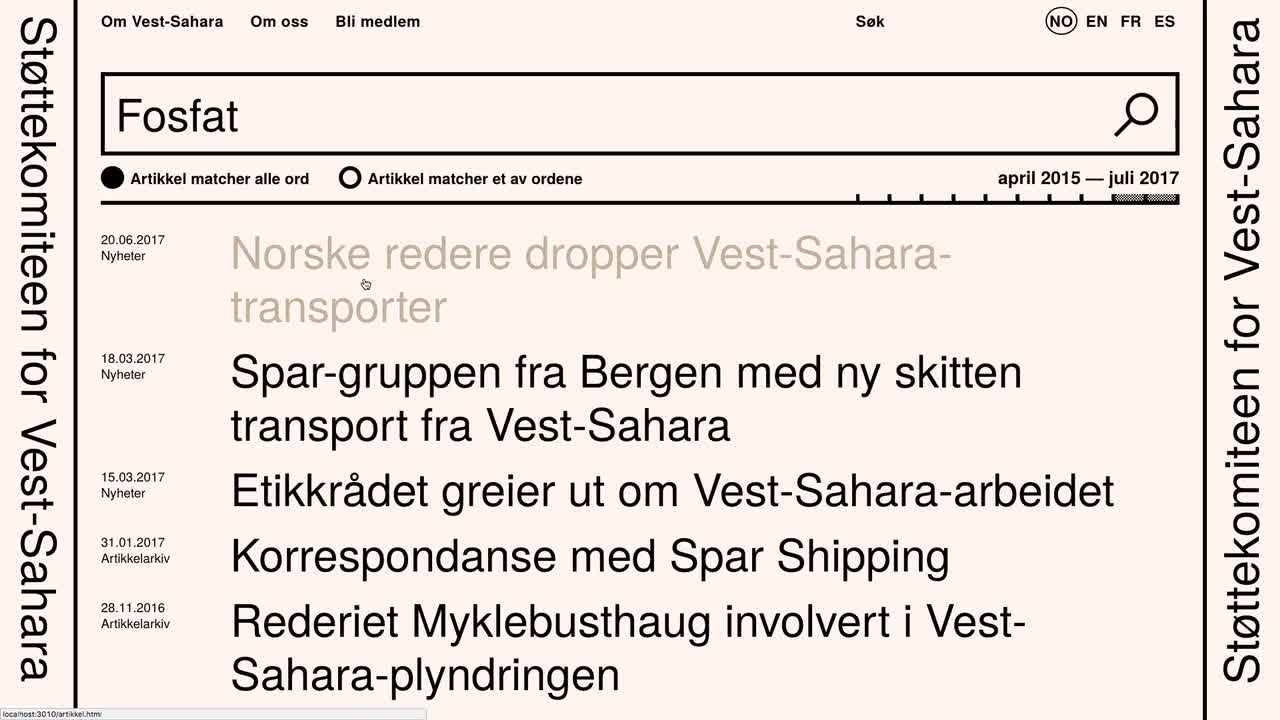 Støttekomiteen for Vest-Sahara
Om Vest-Sahara Om oss Bli medlem Søk NO EN FR ES
Fosfat
Artikkel matcher alle ord Artikkel matcher et av ordene april 2015 — juli 2017
20.06.2017
Nyheter
Norske redere dropper Vest-Sahara-
transporter
18.03.2017
Nyheter
Spar-gruppen fra Bergen med ny skitten
transport fra Vest-Sahara
15.03.2017
Nyheter
Etikkrådet greier ut om Vest-Sahara-arbeidet
31.01.2017
Artikkelarkiv
Korrespondanse med Spar Shipping
28.11.2016
Artikkelarkiv
Rederiet Myklebusthaug involvert i Vest-
Sahara-plyndringen
Støttekomiteen for Vest-Sahara
localhost:3010/artikkel.html